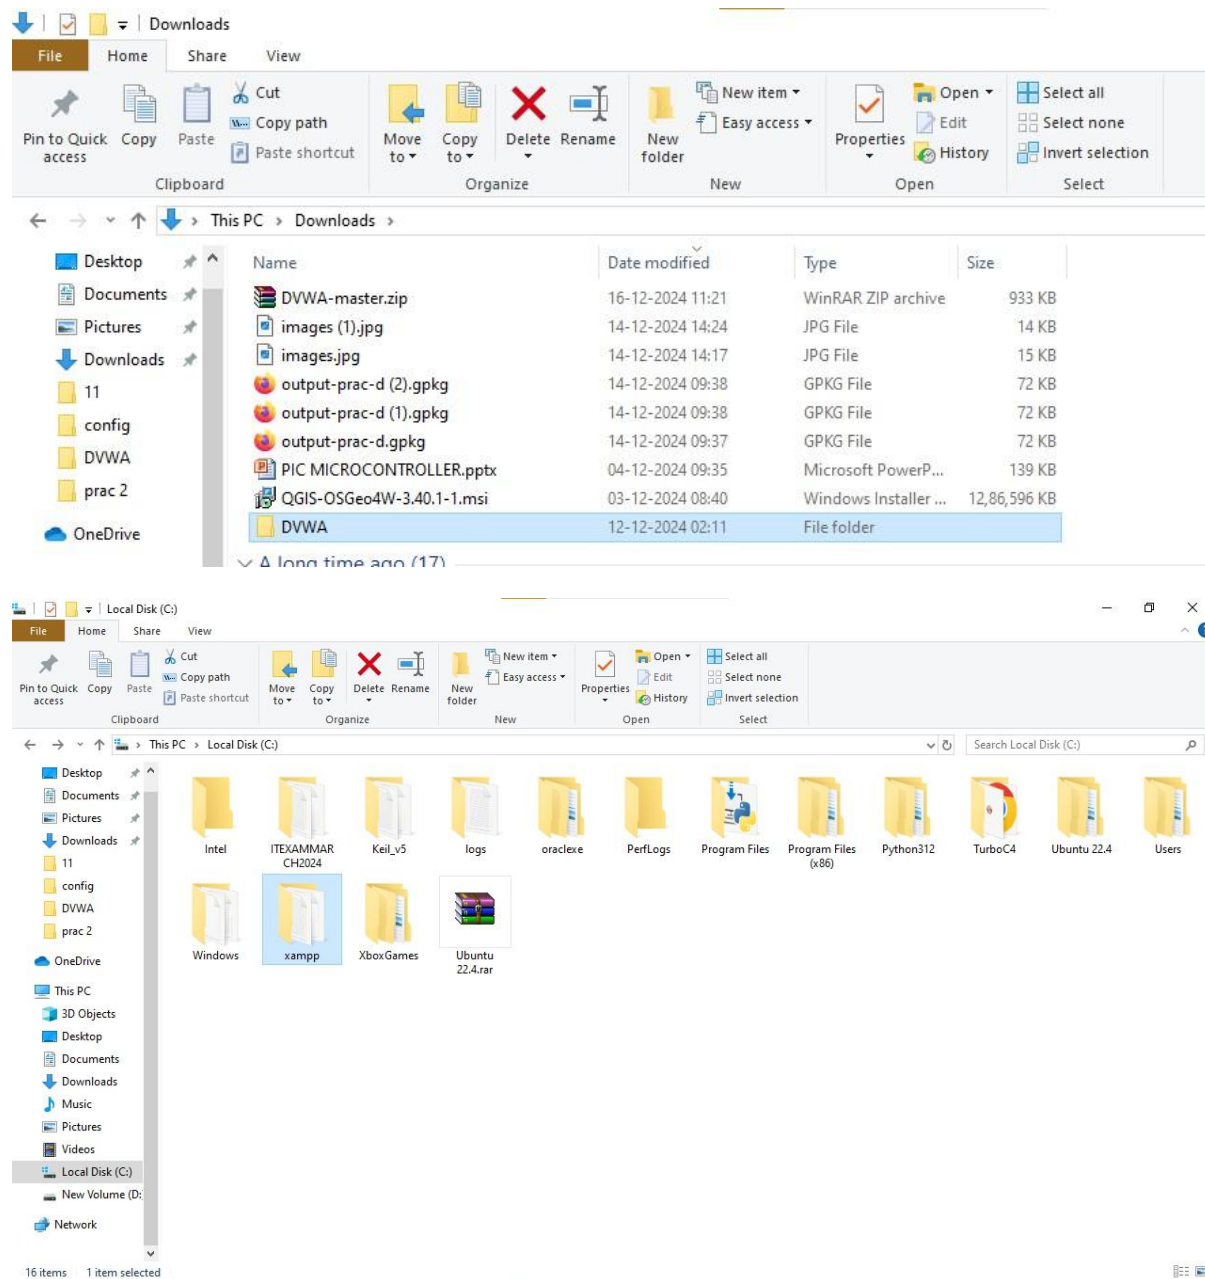 Downloads
File Home Share View
Pin to Quick access Copy Paste Cut Copy path Paste shortcut Move to Copy to Delete Rename New folder New item Easy access Properties Open Edit History Select all Select none Invert selection
Clipboard Organize New Open Select
This PC > Downloads >
Desktop
Documents
Pictures
Downloads
11
config
DVWA
prac 2
OneDrive
Name Date modified Type Size
DVWA-master.zip 16-12-2024 11:21 WinRAR ZIP archive 933 KB
images (1).jpg 14-12-2024 14:24 JPG File 14 KB
images.jpg 14-12-2024 14:17 JPG File 15 KB
output-prac-d (2).gpkg 14-12-2024 09:38 GPKG File 72 KB
output-prac-d (1).gpkg 14-12-2024 09:38 GPKG File 72 KB
output-prac-d.gpkg 14-12-2024 09:37 GPKG File 72 KB
PIC MICROCONTROLLER.pptx 04-12-2024 09:35 Microsoft PowerP... 139 KB
QGIS-OSGeo4W-3.40.1-1.msi 03-12-2024 08:40 Windows Installer ... 12,86,596 KB
DVWA 12-12-2024 02:11 File folder
A long time ago (17)
Local Disk (C:)
File Home Share View
Pin to Quick access Copy Paste Cut Copy path Paste shortcut Move to Copy to Delete Rename New folder New item Easy access Properties Open Edit History Select all Select none Invert selection
Clipboard Organize New Open Select
This PC > Local Disk (C:) Search Local Disk (C:)
Desktop
Documents
Pictures
Downloads
11
config
DVWA
prac 2
OneDrive
This PC
3D Objects
Desktop
Documents
Downloads
Music
Pictures
Videos
Local Disk (C:)
New Volume (D:
Network
Intel ITEXAMMARCH2024 Keil_v5 logs oraclexe PerfLogs Program Files Program Files (x86) Python312 TurboC4 Ubuntu 22.4 Users
Windows xampp XboxGames Ubuntu 22.4.rar
16 items 1 item selected